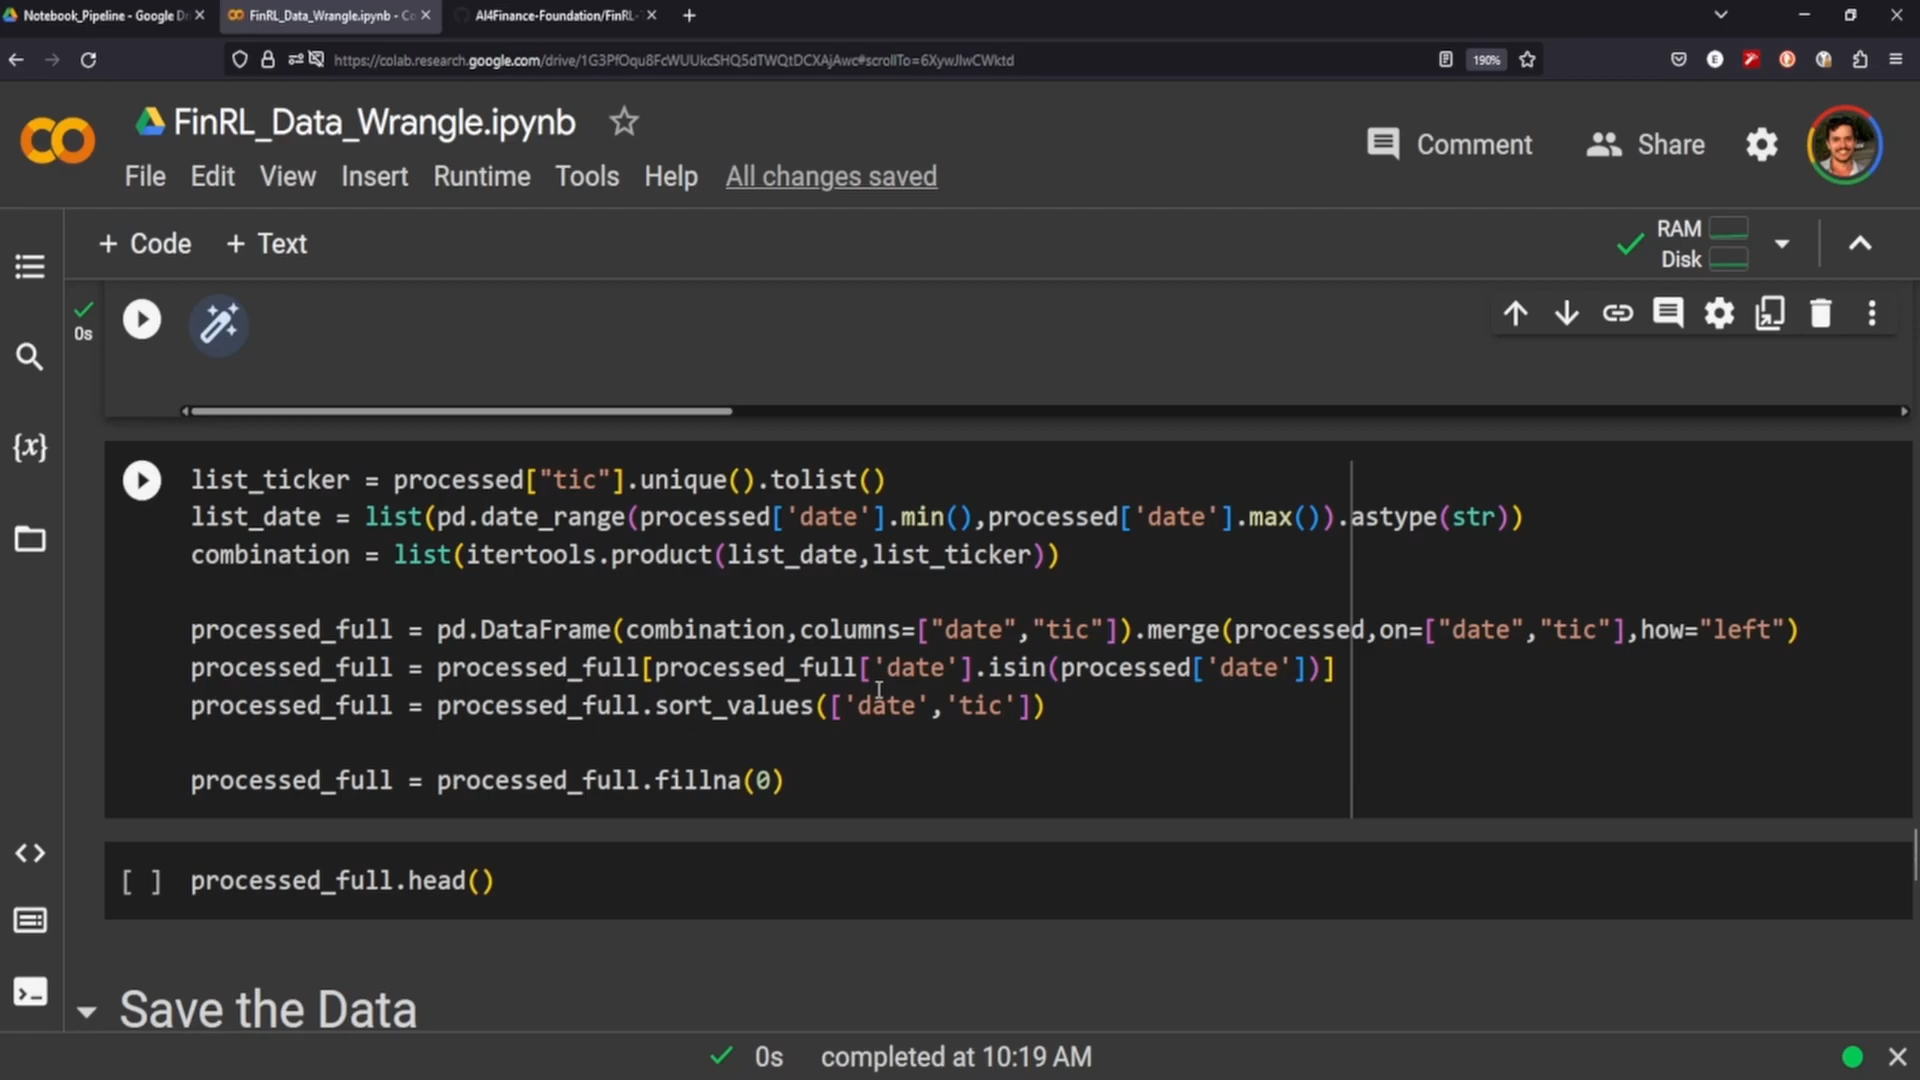 Notebook_Pipeline - Google Dr
FinRL_Data_Wrangle.ipynb - Co
AI4Finance-Foundation/FinRL-
https://colab.research.google.com/drive/1G3PfOqu8FcWUUkcSHQ5dTWQtDCXAjAwc#scrollTo=6XywJlwCWktd
190%
FinRL_Data_Wrangle.ipynb
Comment
Share
File Edit View Insert Runtime Tools Help All changes saved
+ Code + Text
RAM
Disk
0s
{x}
list_ticker = processed["tic"].unique().tolist()
list_date = list(pd.date_range(processed['date'].min(),processed['date'].max()).astype(str))
combination = list(itertools.product(list_date,list_ticker))
processed_full = pd.DataFrame(combination,columns=["date","tic"]).merge(processed,on=["date","tic"],how="left")
processed_full = processed_full[processed_full['date'].isin(processed['date'])]
processed_full = processed_full.sort_values(['date','tic'])
processed_full = processed_full.fillna(0)
[ ] processed_full.head()
Save the Data
0s completed at 10:19 AM